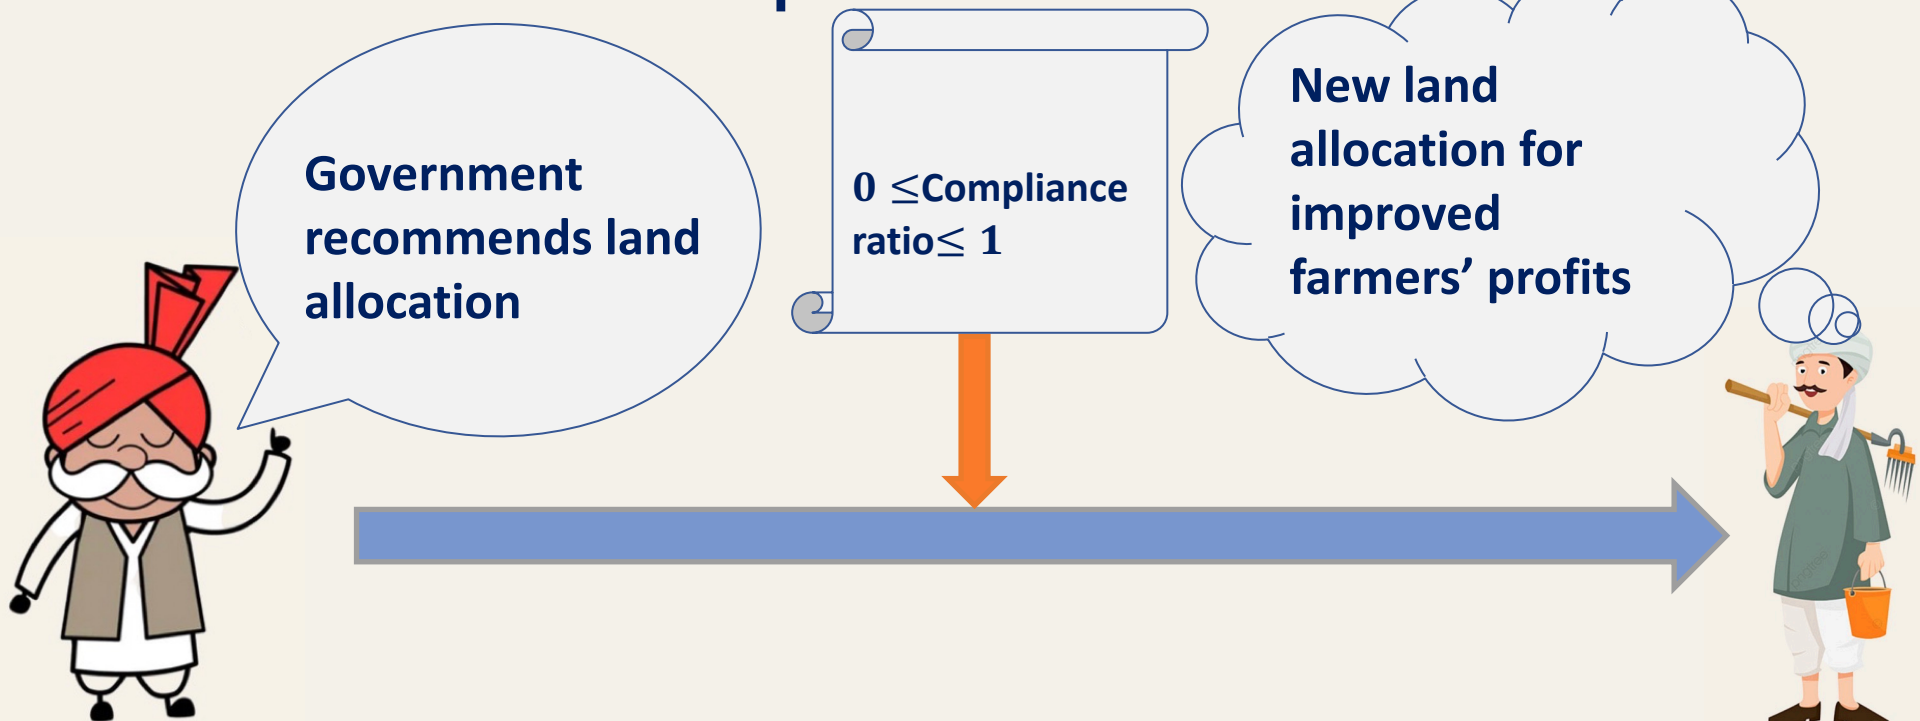 Government
recommends land
allocation
0 ≤Compliance
ratio≤ 1
New land
allocation for
improved
farmers’ profits